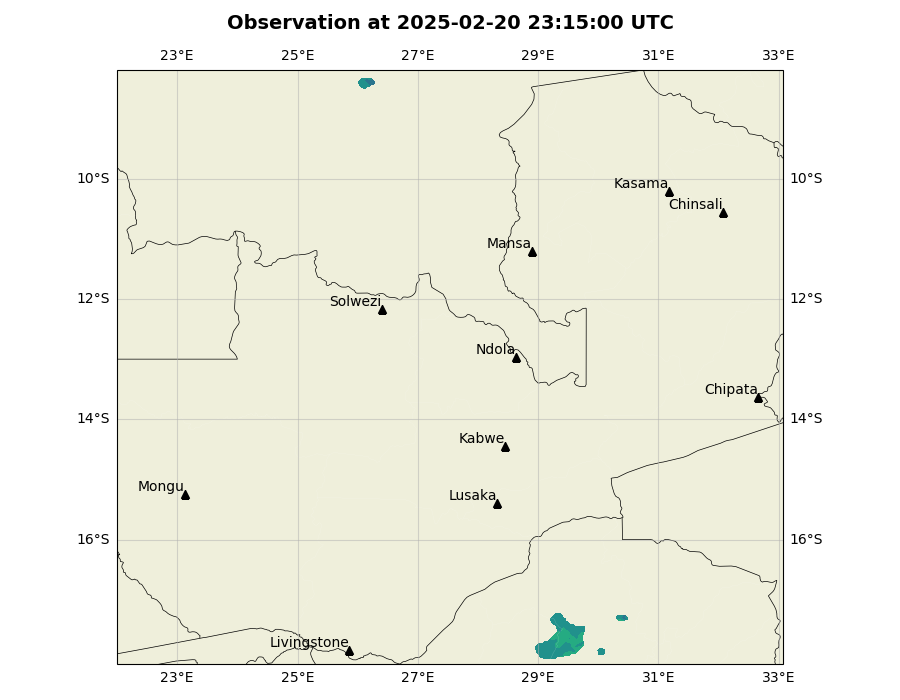 Observation at 2025-02-20 23:15:00 UTC
23°E 25°E 27°E 29°E 31°E 33°E
10°S 10°S
Kasama
Chinsali
Mansa
12°S 12°S
Solwezi
Ndola
Chipata
14°S 14°S
Kabwe
Mongu
Lusaka
16°S 16°S
Livingstone
23°E 25°E 27°E 29°E 31°E 33°E